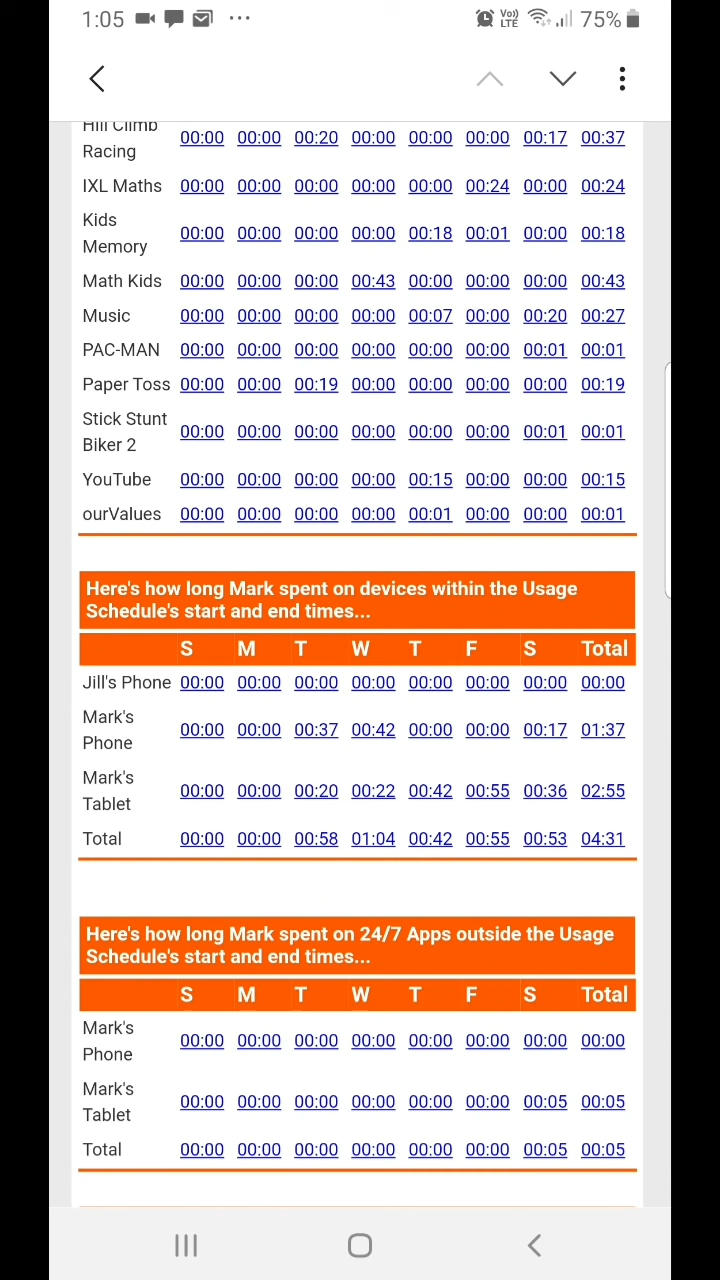 1:05 Vo)) LTE 75%
Hill Climb
Racing 00:00 00:00 00:20 00:00 00:00 00:00 00:17 00:37
IXL Maths 00:00 00:00 00:00 00:00 00:00 00:24 00:00 00:24
Kids
Memory 00:00 00:00 00:00 00:00 00:18 00:01 00:00 00:18
Math Kids 00:00 00:00 00:00 00:43 00:00 00:00 00:00 00:43
Music 00:00 00:00 00:00 00:00 00:07 00:00 00:20 00:27
PAC-MAN 00:00 00:00 00:00 00:00 00:00 00:00 00:01 00:01
Paper Toss 00:00 00:00 00:19 00:00 00:00 00:00 00:00 00:19
Stick Stunt
Biker 2 00:00 00:00 00:00 00:00 00:00 00:00 00:01 00:01
YouTube 00:00 00:00 00:00 00:00 00:15 00:00 00:00 00:15
ourValues 00:00 00:00 00:00 00:00 00:01 00:00 00:00 00:01
Here's how long Mark spent on devices within the Usage
Schedule's start and end times...
S M T W T F S Total
Jill's Phone 00:00 00:00 00:00 00:00 00:00 00:00 00:00 00:00
Mark's
Phone 00:00 00:00 00:37 00:42 00:00 00:00 00:17 01:37
Mark's
Tablet 00:00 00:00 00:20 00:22 00:42 00:55 00:36 02:55
Total 00:00 00:00 00:58 01:04 00:42 00:55 00:53 04:31
Here's how long Mark spent on 24/7 Apps outside the Usage
Schedule's start and end times...
S M T W T F S Total
Mark's
Phone 00:00 00:00 00:00 00:00 00:00 00:00 00:00 00:00
Mark's
Tablet 00:00 00:00 00:00 00:00 00:00 00:00 00:05 00:05
Total 00:00 00:00 00:00 00:00 00:00 00:00 00:05 00:05